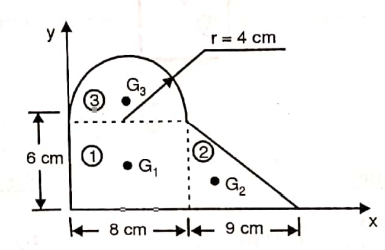 y
r = 4 cm
③ G₃
6 cm
① G₁
② G₂
x
8 cm 9 cm